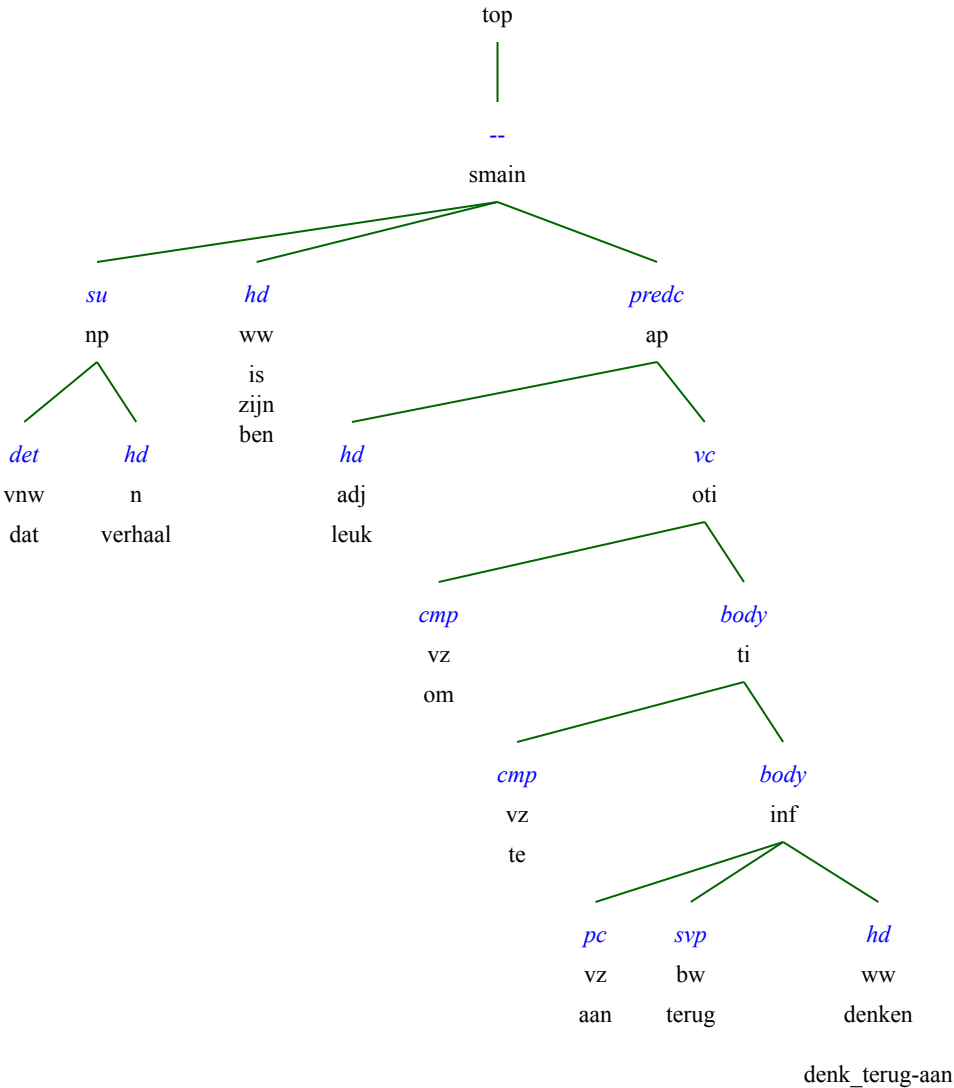 top
--
smain
su hd predc
np ww ap
is
zijn
ben
det hd hd vc
vnw n adj oti
dat verhaal leuk
cmp body
vz ti
om
cmp body
vz inf
te
pc svp hd
vz bw ww
aan terug denken
denk_terug-aan